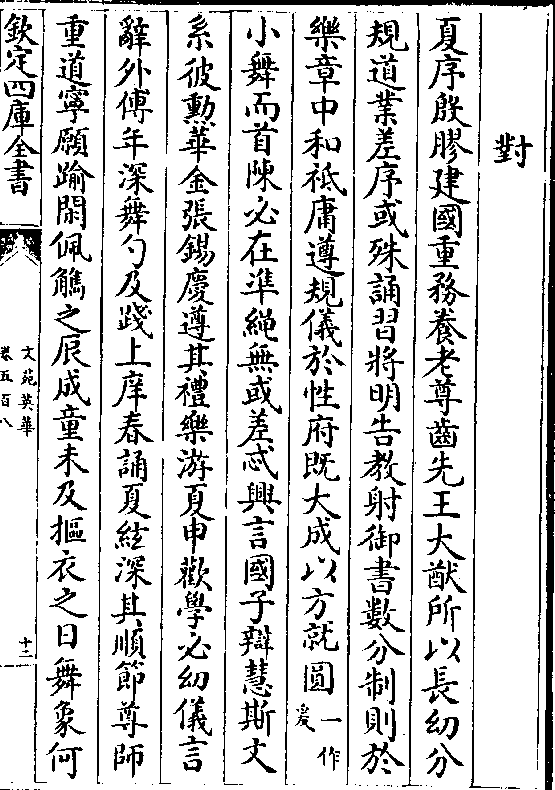 對
夏序殷膠建國重務養老尊齒先王大猷所以長幼分
規道業差序或殊誦習將明告教射御書數分制則於
樂章中和祗庸遵規儀於性府既大成以方就圓一作爰
小舞而首陳必在準繩無或差忒興言國子辯慧斯文
系彼勲華金張錫慶遵其禮樂游夏申歡學必幼儀言
辭外傅年深舞勺及踐上庠春誦夏絃深其順節尊師
重道寧願踰閑佩觿之辰成童未及摳衣之日舞象何
欽定四庫全書
文苑英華
卷五百八
十二